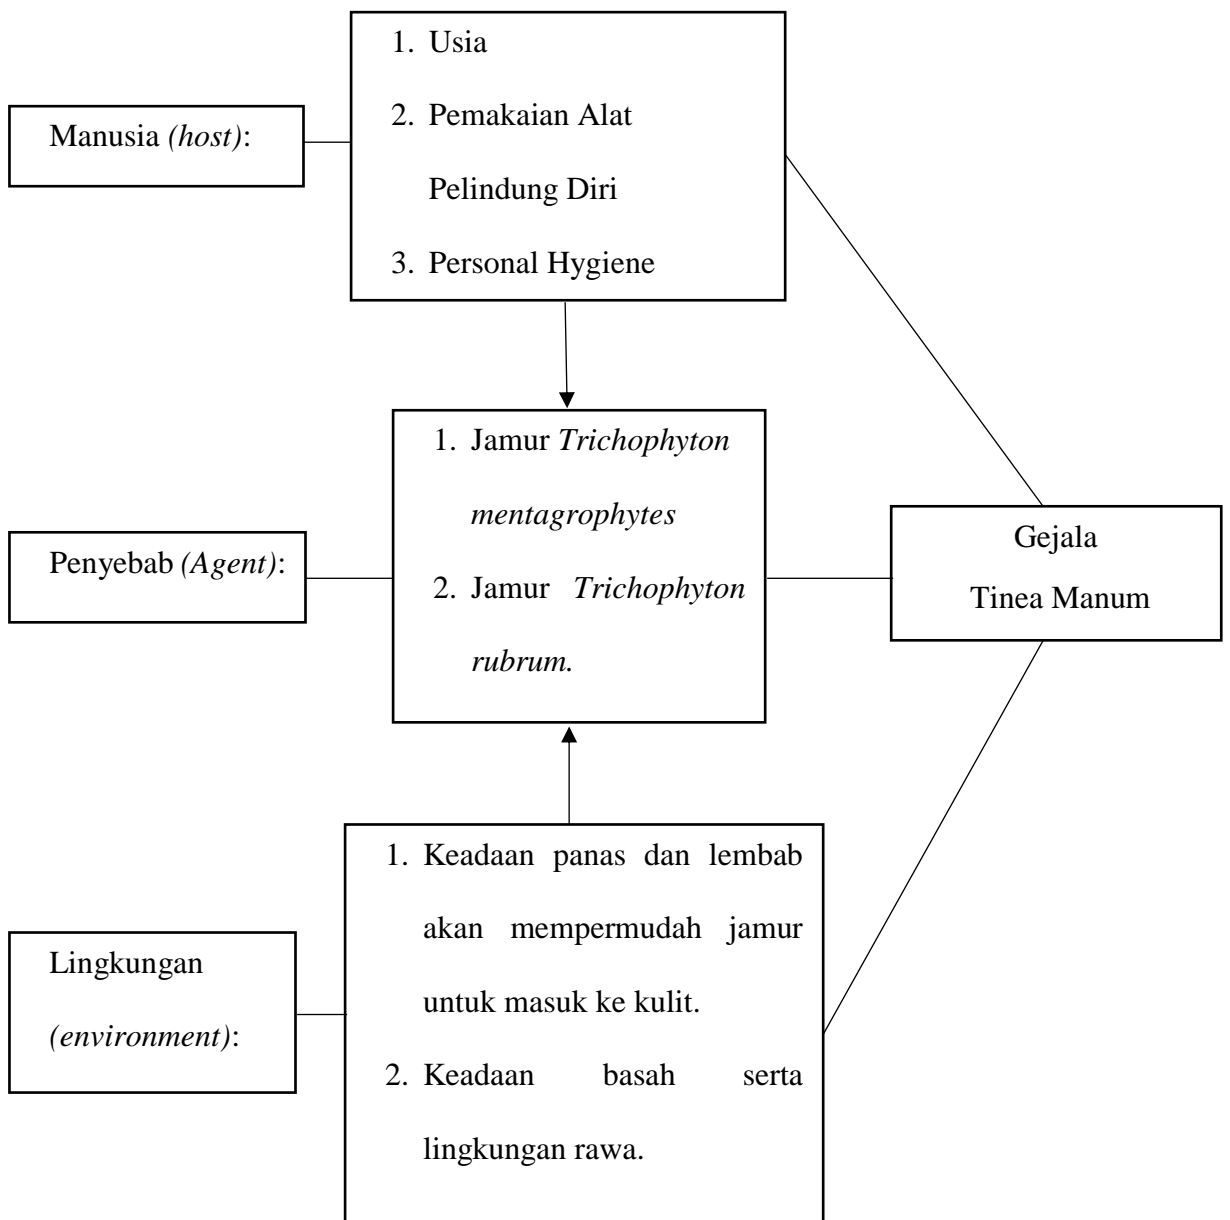 1. Usia
2. Pemakaian Alat
Pelindung Diri
3. Personal Hygiene
Manusia (host):
1. Jamur Trichophyton
mentagrophytes
2. Jamur Trichophyton
rubrum.
Penyebab (Agent):
Gejala
Tinea Manum
1. Keadaan panas dan lembab
akan mempermudah jamur
untuk masuk ke kulit.
2. Keadaan basah serta
lingkungan rawa.
Lingkungan
(environment):